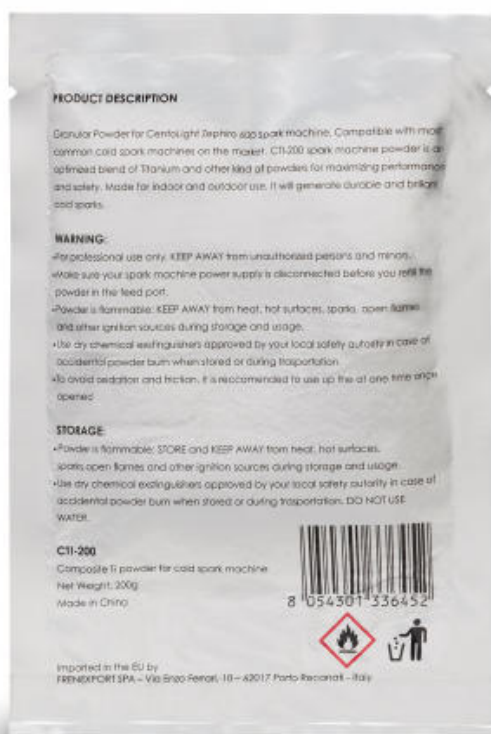 PRODUCT DESCRIPTION
Granular Powder for CentoLight Zephiro 600 spark machine. Compatible with most
common cold spark machines on the market. CTI-200 spark machine powder is an
optimized blend of Titanium and other kind of powders for maximizing performance
and safety. Made for indoor and outdoor use. It will generate durable and brilliant
cold sparks.
WARNING:
•For professional use only. KEEP AWAY from unauthorised persons and minors.
•Make sure your spark machine power supply is disconnected before you refill the
powder in the feed port.
•Powder is flammable: KEEP AWAY from heat, hot surfaces, sparks, open flames
and other ignition sources during storage and usage.
•Use dry chemical exstinguishers approved by your local safety autority in case of
accidental powder burn when stored or during trasportation.
•To avoid oxidation and friction, it is reccomended to use up the at one time once
opened
STORAGE:
•Powder is flammable: STORE and KEEP AWAY from heat, hot surfaces,
sparks open flames and other ignition sources during storage and usage.
•Use dry chemical exstinguishers approved by your local safety autority in case of
accidental powder burn when stored or during trasportation. DO NOT USE
WATER.
CTI-200
Composite Ti powder for cold spark machine
Net Weight. 200g
Made in China
8 054301 336452
Imported in the EU by
FRENEXPORT SPA – Via Enzo Ferrari, 10 – 62017 Porto Recanati – Italy